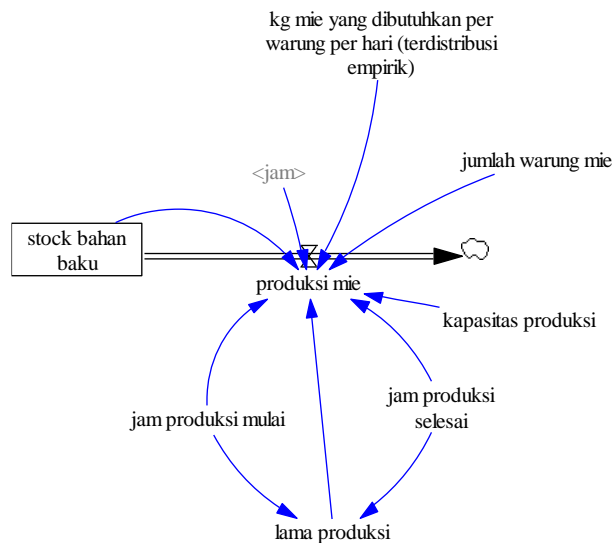 kg mie yang dibutuhkan per
warung per hari (terdistribusi
empirik)
<jam>
jumlah warung mie
stock bahan
baku
produksi mie
kapasitas produksi
jam produksi mulai
jam produksi
selesai
lama produksi